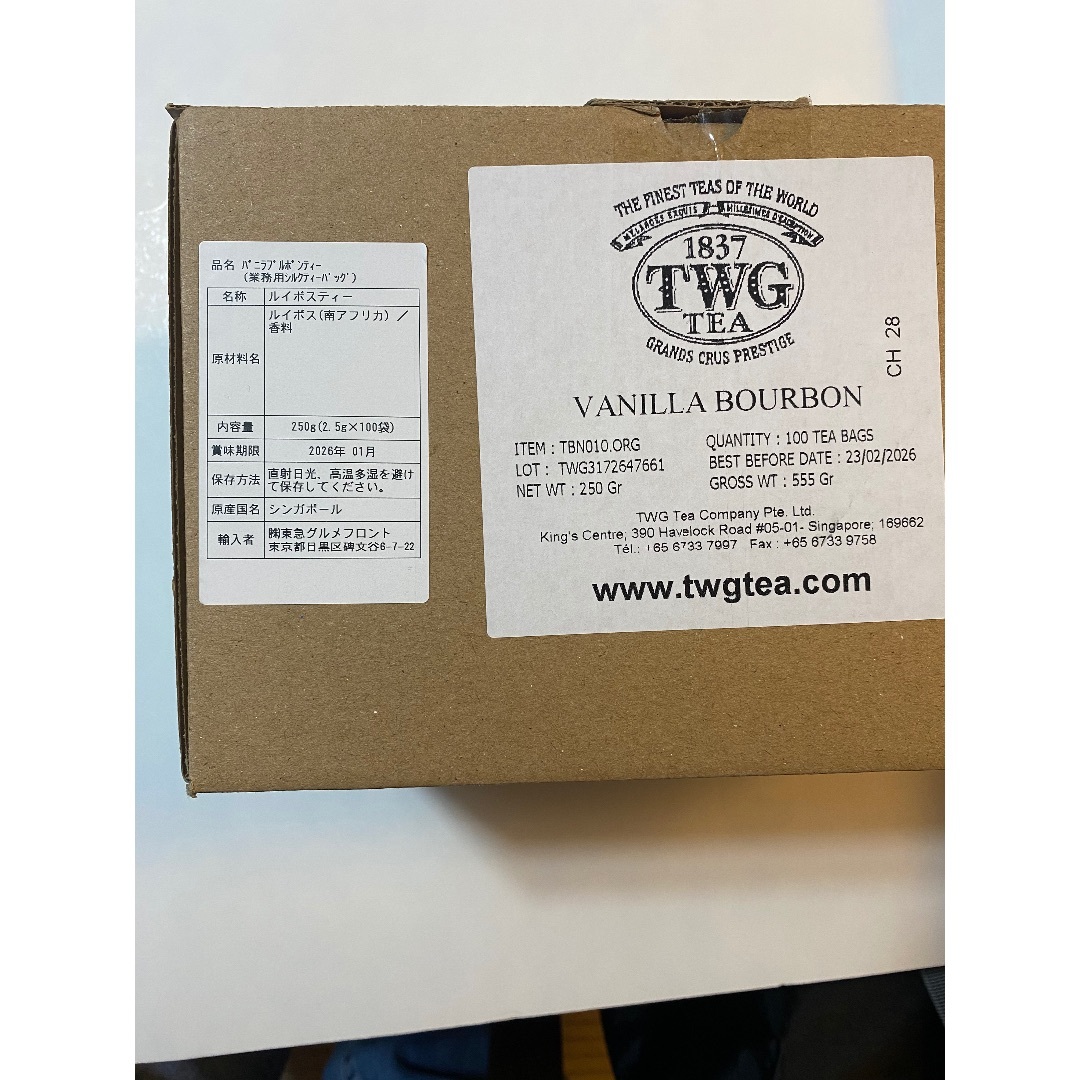 品名 ﾊﾞﾆﾗﾌﾞﾙﾎﾞﾝﾃｨｰ
(業務用ｼﾙｸﾃｨｰﾊﾞｯｸﾞ)
名称 ルイボスティー
原材料名 ルイボス(南アフリカ) /
香料
内容量 250g(2.5g×100袋)
賞味期限 2026年 01月
保存方法 直射日光、高温多湿を避け
て保存してください。
原産国名 シンガポール
輸入者 ㈱東急グルメフロント
東京都目黒区碑文谷6-7-22
THE FINEST TEAS OF THE WORLD
MELANGES EXQUIS MILLESIMES D'EXCEPTION
1837
TWG
TEA
GRANDS CRUS PRESTIGE
CH 28
VANILLA BOURBON
ITEM : TBN010.ORG
LOT : TWG3172647661
NET WT : 250 Gr
QUANTITY : 100 TEA BAGS
BEST BEFORE DATE : 23/02/2026
GROSS WT : 555 Gr
TWG Tea Company Pte. Ltd.
King's Centre, 390 Havelock Road #05-01- Singapore, 169662
Tél.: +65 6733 7997 Fax : +65 6733 9758
www.twgtea.com